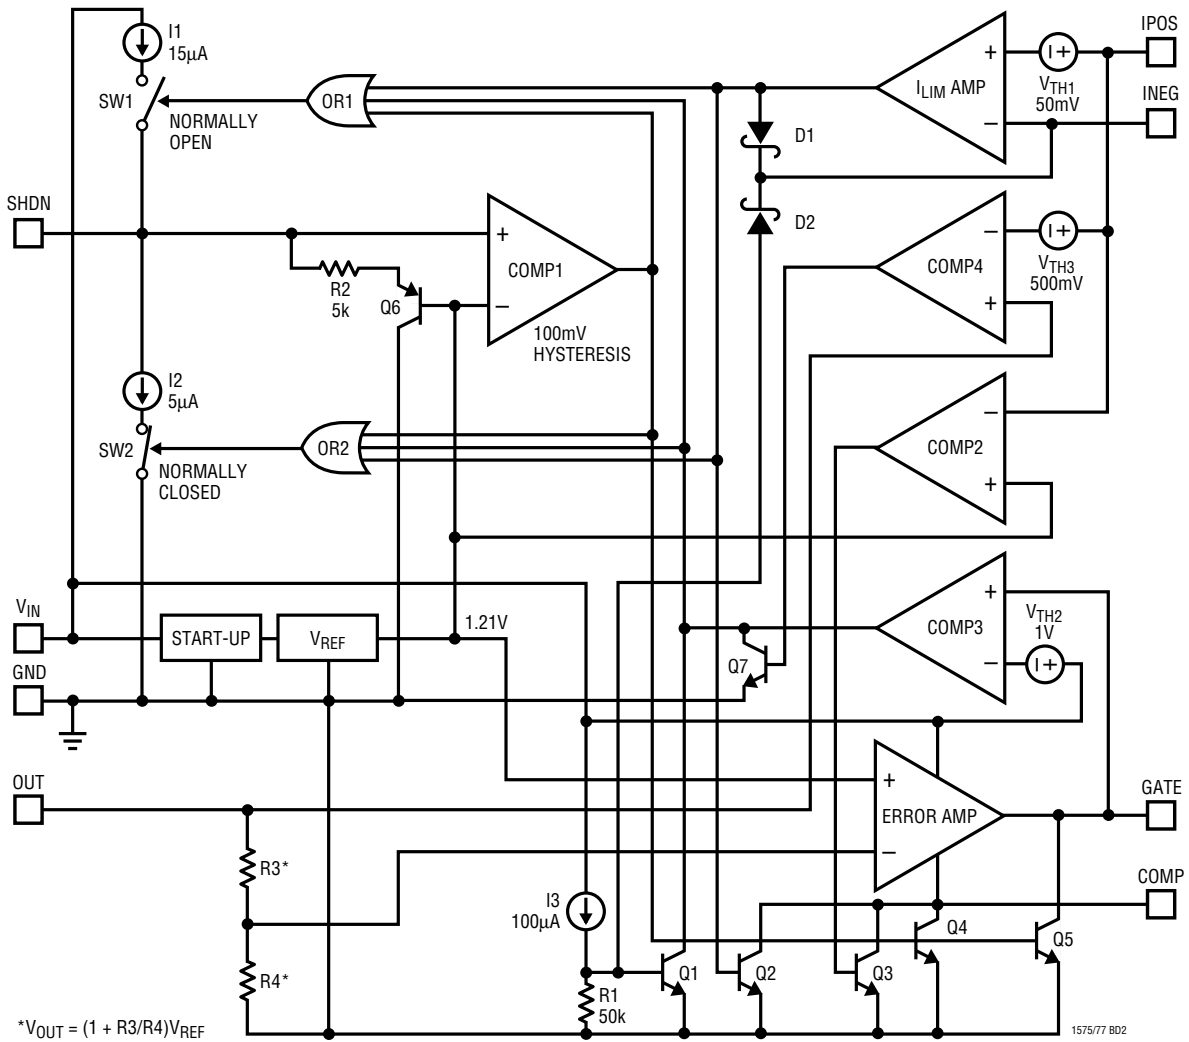 I1
15µA
SW1
NORMALLY
OPEN
OR1
ILIM AMP
+
–
+
VTH1
50mV
IPOS
INEG
D1
D2
SHDN
R2
5k
Q6
+
–
COMP1
100mV
HYSTERESIS
COMP4
–
+
+
VTH3
500mV
I2
5µA
SW2
NORMALLY
CLOSED
OR2
COMP2
–
+
VIN
START-UP
VREF
1.21V
GND
Q7
COMP3
+
–
VTH2
1V
+
OUT
R3*
R4*
+
–
ERROR AMP
GATE
COMP
I3
100µA
R1
50k
Q1
Q2
Q3
Q4
Q5
*VOUT = (1 + R3/R4)VREF
1575/77 BD2